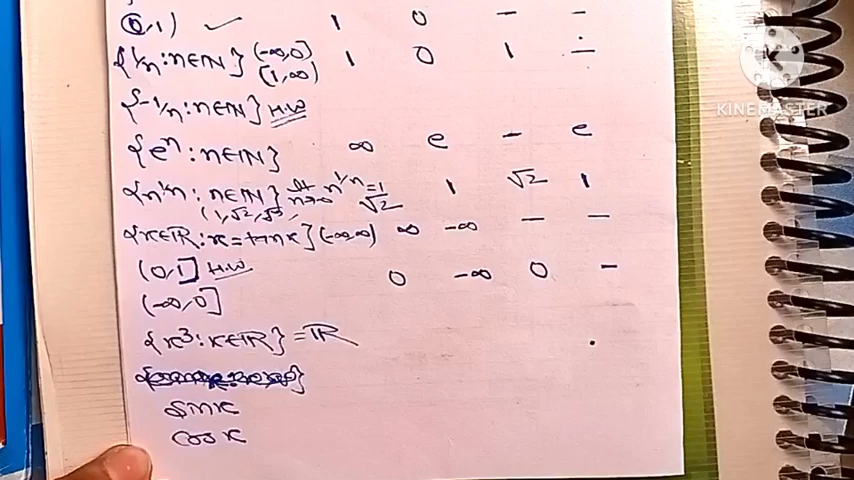 (0,1) ✓ 1 0 – –
{1/n : n∈N} (-∞,0] [1,∞) 1 0 1 –
{-1/n : n∈N} H.W
{eⁿ : n∈N} ∞ e – e
{n^1/n : n∈N} lt n→∞ n^1/n = 1 √2 1 √2 1
(1, √2,
{x∈R : x = tan x} (-∞,∞) ∞ -∞ – –
(0,1] H.W 0 -∞ 0 –
(-∞,0]
{x³ : x∈R} = R
sin x
cos x
KINEMASTER